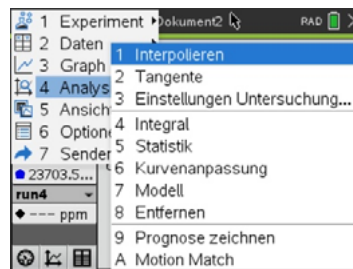 1 Experiment
Dokument2
RAD
2 Daten
3 Graph
4 Analys
5 Ansich
6 Optione
7 Sender
1 Interpolieren
2 Tangente
3 Einstellungen Untersuchung...
4 Integral
5 Statistik
6 Kurvenanpassung
7 Modell
8 Entfernen
9 Prognose zeichnen
A Motion Match
23703.5...
run4
--- ppm